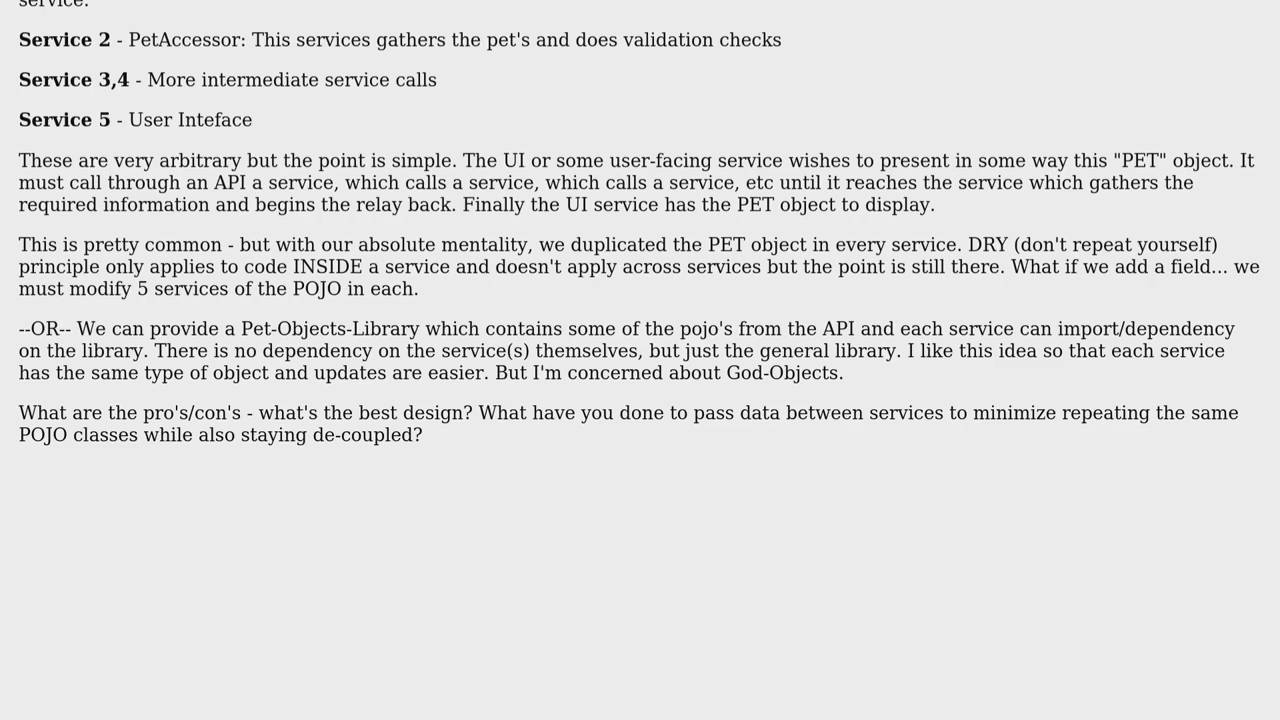 service.
Service 2 - PetAccessor: This services gathers the pet's and does validation checks
Service 3,4 - More intermediate service calls
Service 5 - User Inteface
These are very arbitrary but the point is simple. The UI or some user-facing service wishes to present in some way this "PET" object. It
must call through an API a service, which calls a service, which calls a service, etc until it reaches the service which gathers the
required information and begins the relay back. Finally the UI service has the PET object to display.
This is pretty common - but with our absolute mentality, we duplicated the PET object in every service. DRY (don't repeat yourself)
principle only applies to code INSIDE a service and doesn't apply across services but the point is still there. What if we add a field... we
must modify 5 services of the POJO in each.
--OR-- We can provide a Pet-Objects-Library which contains some of the pojo's from the API and each service can import/dependency
on the library. There is no dependency on the service(s) themselves, but just the general library. I like this idea so that each service
has the same type of object and updates are easier. But I'm concerned about God-Objects.
What are the pro's/con's - what's the best design? What have you done to pass data between services to minimize repeating the same
POJO classes while also staying de-coupled?